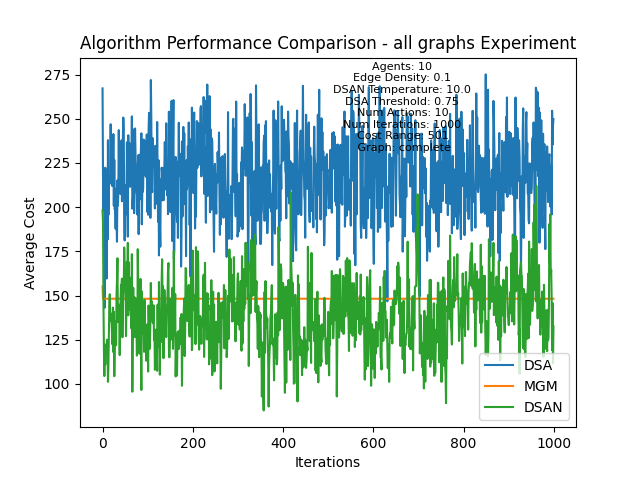 Algorithm Performance Comparison - all graphs Experiment
Agents: 10
Edge Density: 0.1
DSAN Temperature: 10.0
DSA Threshold: 0.75
Num Actions: 10
Num Iterations: 1000
Cost Range: 501
Graph: complete
275
250
225
200
175
150
125
100
Average Cost
0
200
400
600
800
1000
Iterations
DSA
MGM
DSAN